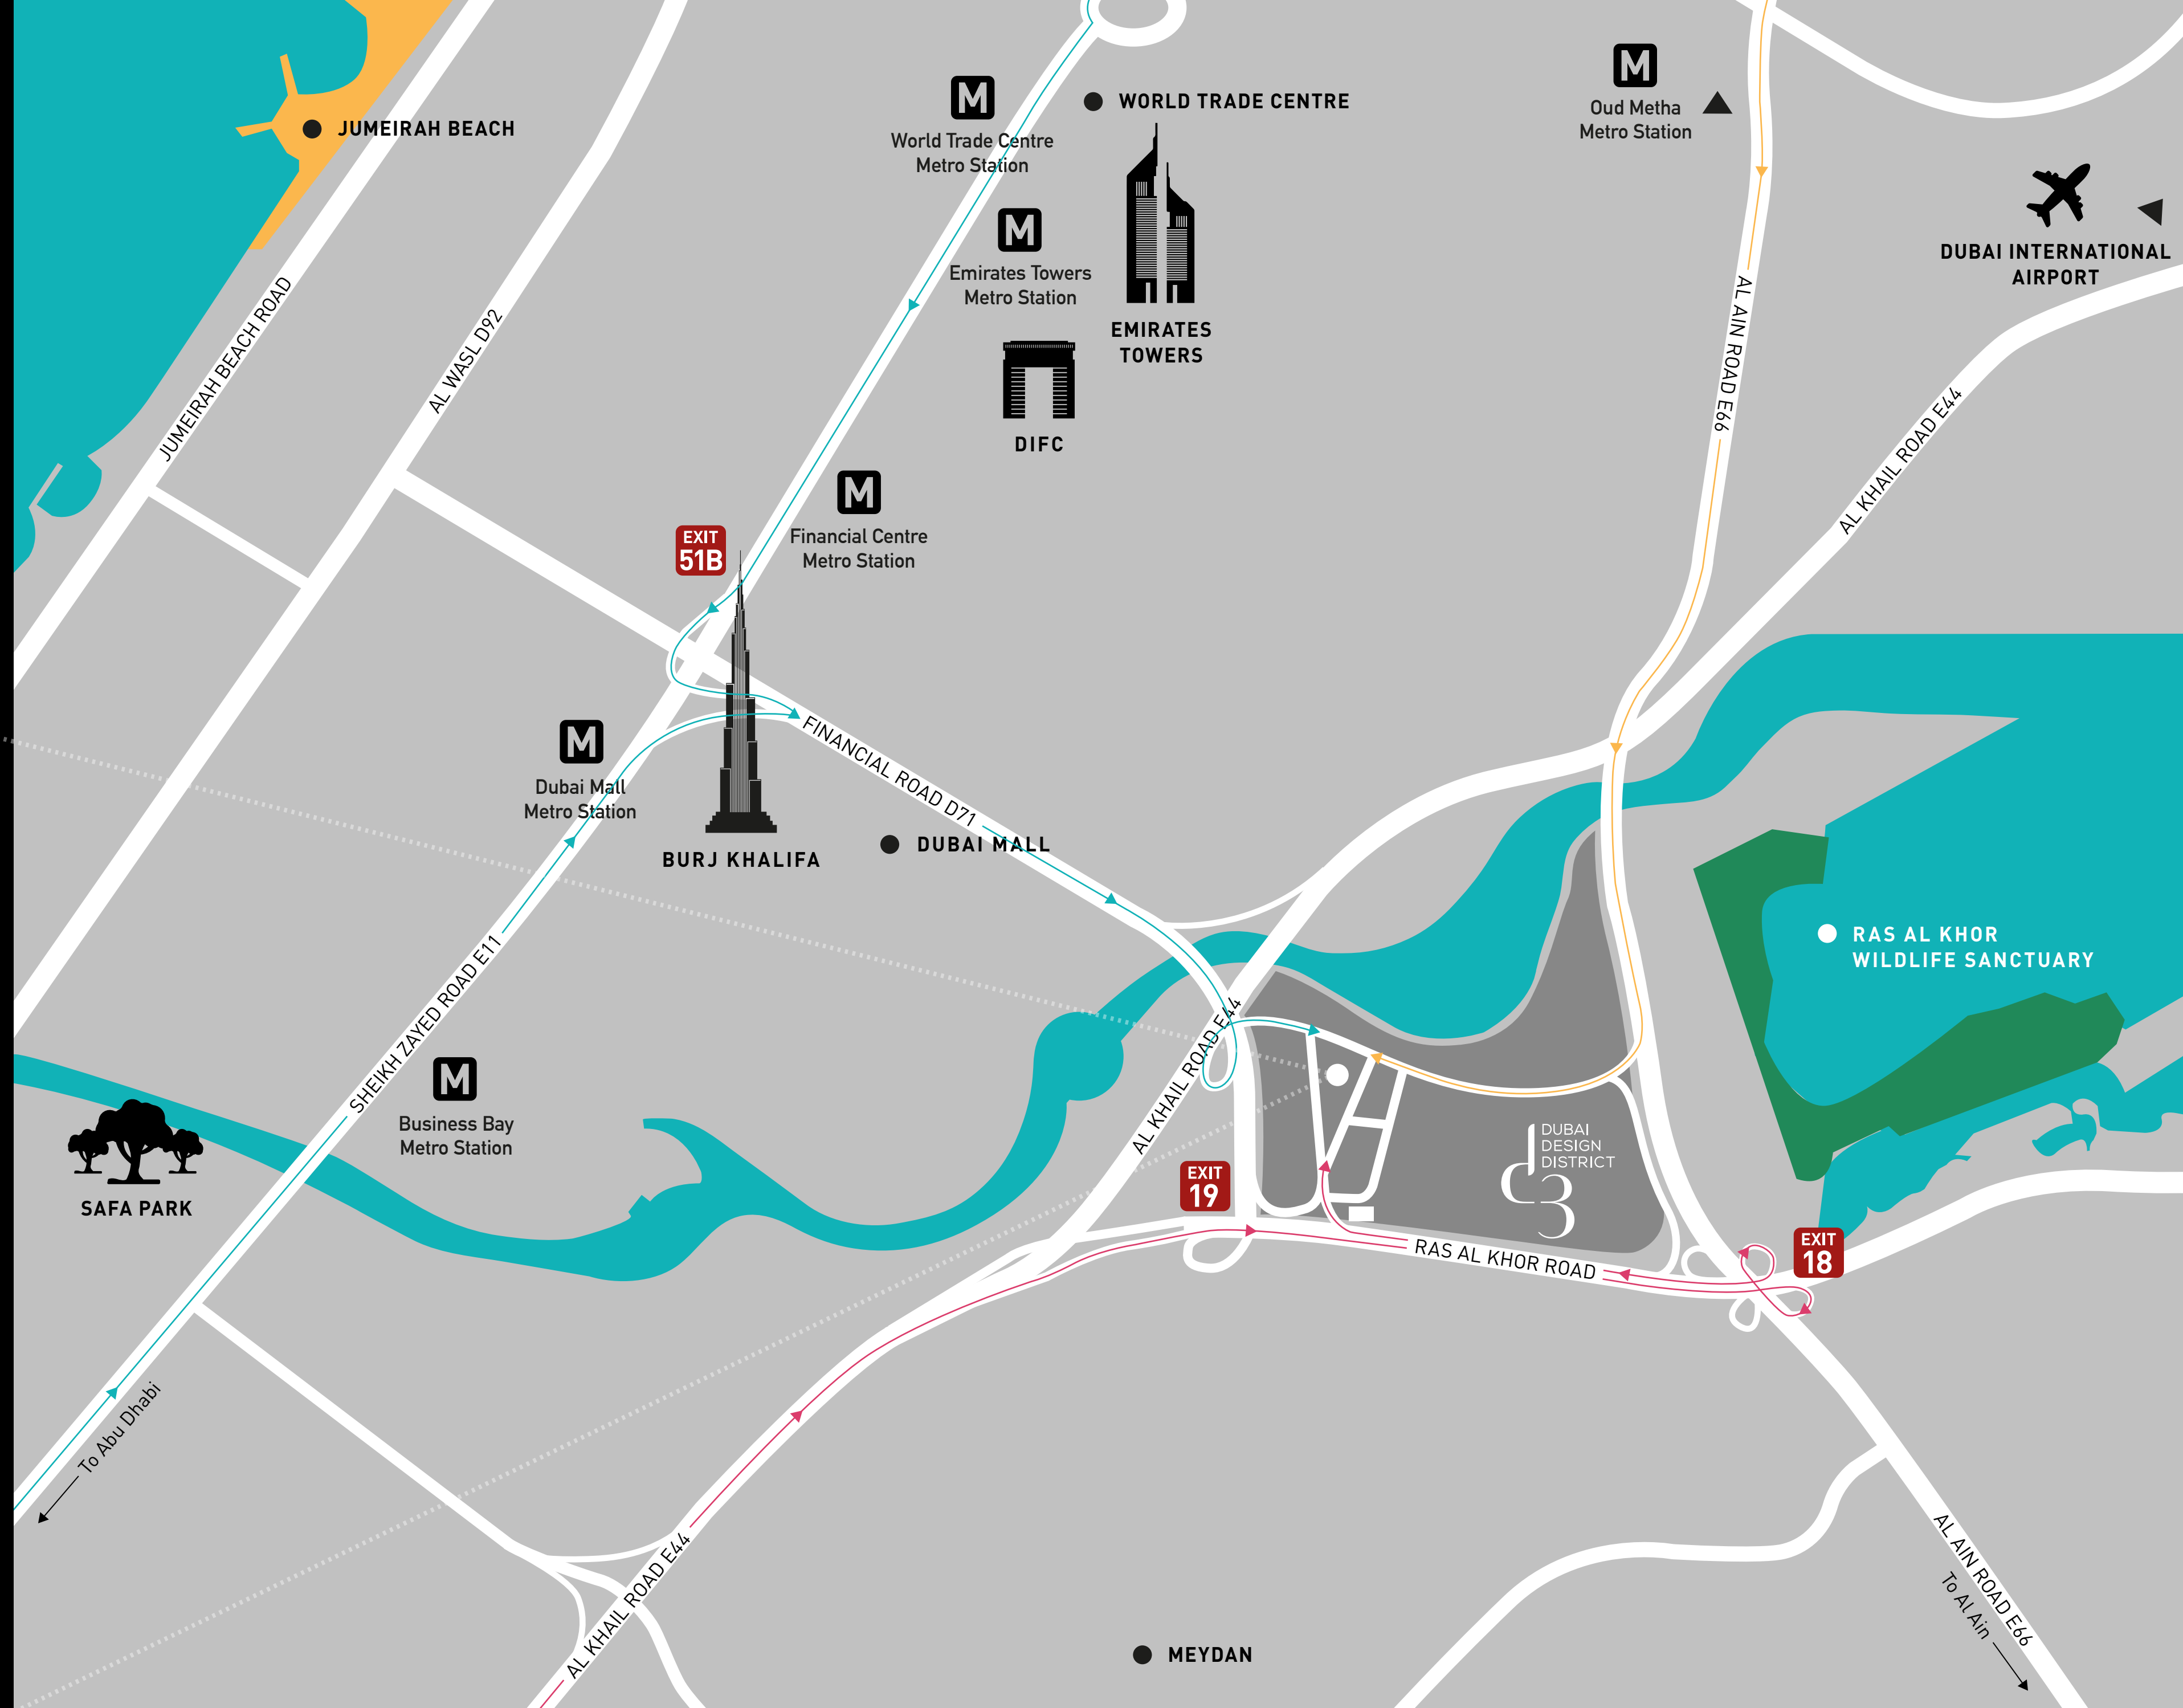 M
World Trade Centre
Metro Station
WORLD TRADE CENTRE
M
Oud Metha
Metro Station
JUMEIRAH BEACH
M
Emirates Towers
Metro Station
EMIRATES
TOWERS
DUBAI INTERNATIONAL
AIRPORT
JUMEIRAH BEACH ROAD
AL WASL D92
DIFC
AL AIN ROAD E66
AL KHAIL ROAD E44
M
Financial Centre
Metro Station
EXIT
51B
M
Dubai Mall
Metro Station
BURJ KHALIFA
FINANCIAL ROAD D71
DUBAI MALL
RAS AL KHOR
WILDLIFE SANCTUARY
SHEIKH ZAYED ROAD E11
M
Business Bay
Metro Station
SAFA PARK
AL KHAIL ROAD E44
DUBAI
DESIGN
DISTRICT
d3
EXIT
19
RAS AL KHOR ROAD
EXIT
18
To Abu Dhabi
AL KHAIL ROAD E44
MEYDAN
AL AIN ROAD E66
To Al Ain